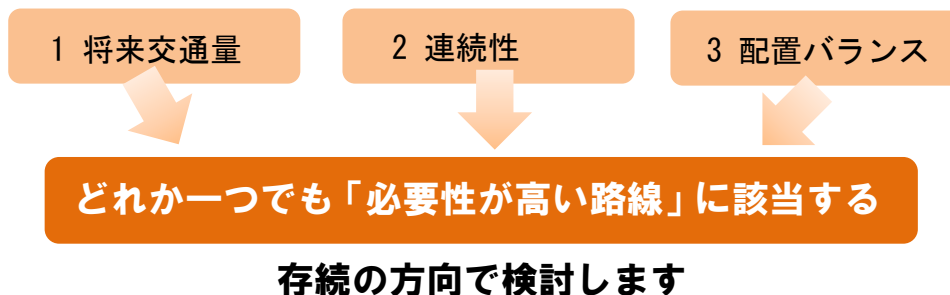 1 将来交通量
2 連続性
3 配置バランス
どれか一つでも「必要性が高い路線」に該当する
存続の方向で検討します